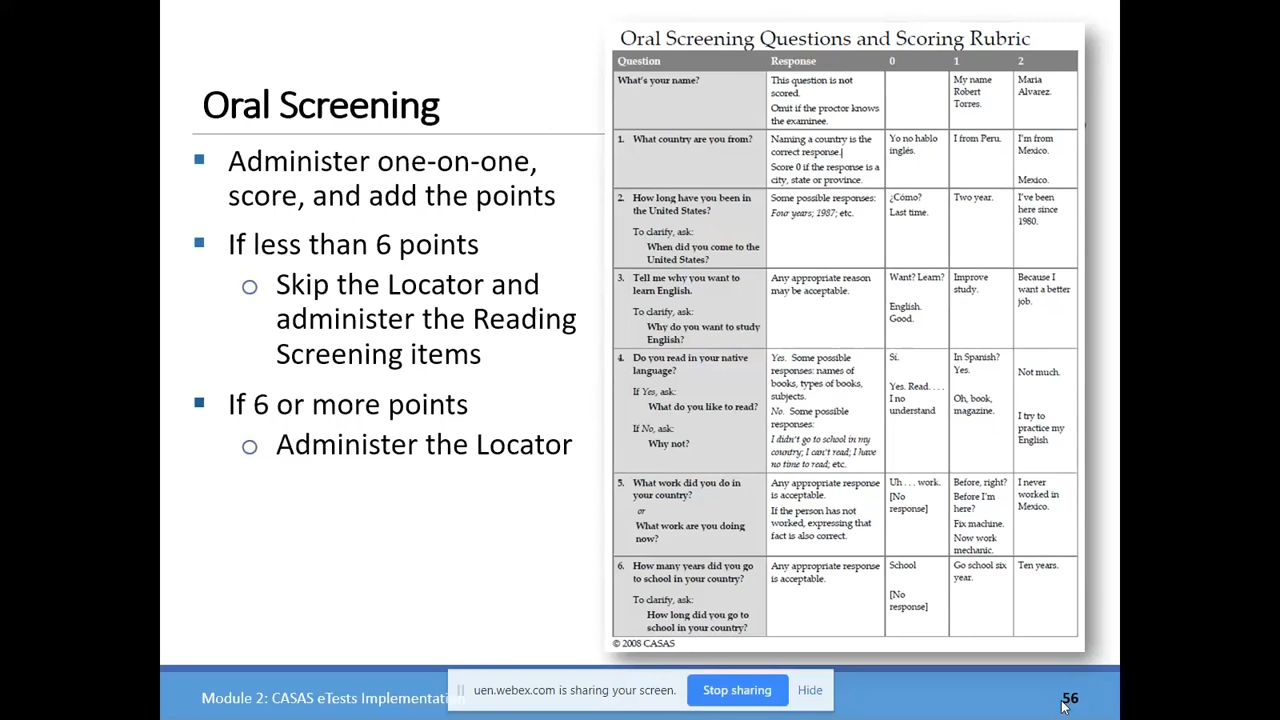 Oral Screening
Administer one-on-one,
score, and add the points
If less than 6 points
Skip the Locator and
administer the Reading
Screening items
If 6 or more points
Administer the Locator
Oral Screening Questions and Scoring Rubric
Question Response 0 1 2
What's your name?
This question is not
scored.
Omit if the proctor knows
the examinee.
My name
Robert
Torres.
Maria
Alvarez.
1. What country are you from?
Naming a country is the
correct response.
Score 0 if the response is a
city, state or province.
Yo no hablo
inglés.
I from Peru.
I'm from
Mexico.
Mexico.
2. How long have you been in
the United States?
To clarify, ask:
When did you come to the
United States?
Some possible responses:
Four years; 1987; etc.
¿Cómo?
Last time.
Two year.
I've been
here since
1980.
3. Tell me why you want to
learn English.
To clarify, ask:
Why do you want to study
English?
Any appropriate reason
may be acceptable.
Want? Learn?
English.
Good.
Improve
study.
Because I
want a better
job.
4. Do you read in your native
language?
If Yes, ask:
What do you like to read?
If No, ask:
Why not?
Yes. Some possible
responses: names of
books, types of books,
subjects.
No. Some possible
responses:
I didn't go to school in my
country; I can't read; I have
no time to read; etc.
Sí.
Yes. Read. . . .
I no
understand
In Spanish?
Yes.
Oh, book,
magazine.
Not much.
I try to
practice my
English
5. What work did you do in
your country?
or
What work are you doing
now?
Any appropriate response
is acceptable.
If the person has not
worked, expressing that
fact is also correct.
Uh . . . work.
[No
response]
Before, right?
Before I'm
here?
Fix machine.
Now work
mechanic.
I never
worked in
Mexico.
6. How many years did you go
to school in your country?
To clarify, ask:
How long did you go to
school in your country?
Any appropriate response
is acceptable.
School
[No
response]
Go school six
year.
Ten years.
© 2008 CASAS
Module 2: CASAS eTests Implementation
uen.webex.com is sharing your screen.
Stop sharing
Hide
56